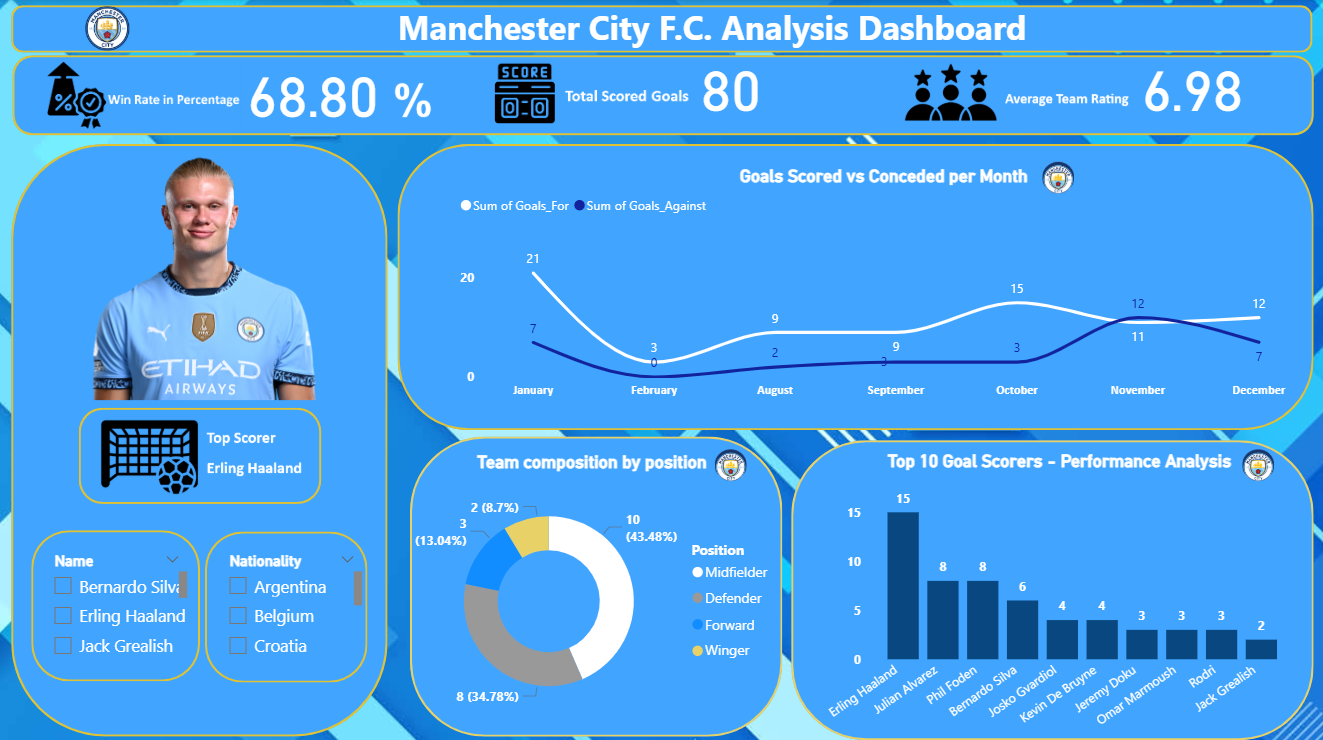 Manchester City F.C. Analysis Dashboard
Win Rate in Percentage 68.80 %
SCORE
0-0
Total Scored Goals 80
Average Team Rating 6.98
ETIHAD
AIRWAYS
Top Scorer
Erling Haaland
Name
Bernardo Silva
Erling Haaland
Jack Grealish
Nationality
Argentina
Belgium
Croatia
Goals Scored vs Conceded per Month
Sum of Goals_For Sum of Goals_Against
20
0
21
3
9
9
15
11
12
7
0
2
3
3
12
7
January February August September October November December
Team composition by position
2 (8.7%)
3
(13.04%)
10
(43.48%)
8 (34.78%)
Position
Midfielder
Defender
Forward
Winger
Top 10 Goal Scorers - Performance Analysis
15
10
5
0
15 8 8 6 4 4 3 3 3 2
Erling Haaland
Julian Alvarez
Phil Foden
Bernardo Silva
Josko Gvardiol
Kevin De Bruyne
Jeremy Doku
Omar Marmoush
Rodri
Jack Grealish